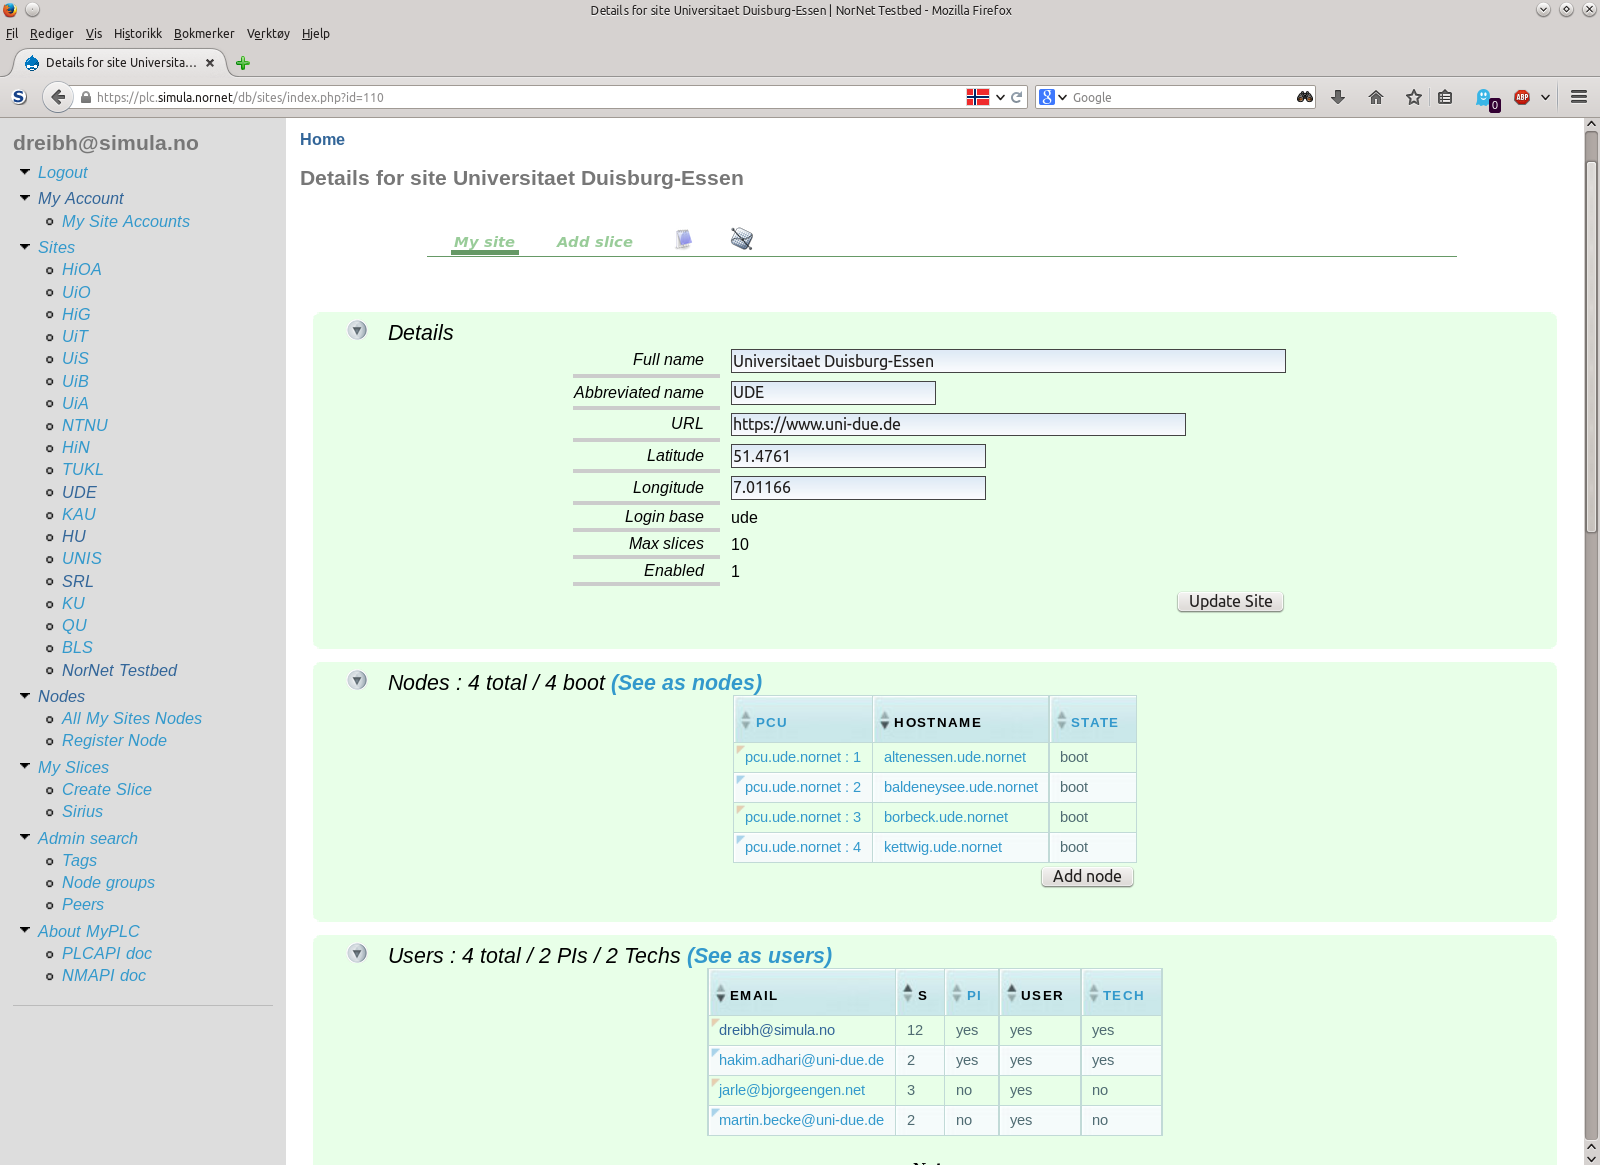 Details for site Universitaet Duisburg-Essen | NorNet Testbed - Mozilla Firefox
Fil Rediger Vis Historikk Bokmerker Verktøy Hjelp
Details for site Universita...
https://plc.simula.nornet/db/sites/index.php?id=110
Google
0
ABP
dreibh@simula.no
Logout
My Account
My Site Accounts
Sites
HiOA
UiO
HiG
UiT
UiS
UiB
UiA
NTNU
HiN
TUKL
UDE
KAU
HU
UNIS
SRL
KU
QU
BLS
NorNet Testbed
Nodes
All My Sites Nodes
Register Node
My Slices
Create Slice
Sirius
Admin search
Tags
Node groups
Peers
About MyPLC
PLCAPI doc
NMAPI doc
Home
Details for site Universitaet Duisburg-Essen
My site Add slice
Details
Full name Universitaet Duisburg-Essen
Abbreviated name UDE
URL https://www.uni-due.de
Latitude 51.4761
Longitude 7.01166
Login base ude
Max slices 10
Enabled 1
Update Site
Nodes : 4 total / 4 boot (See as nodes)
PCU HOSTNAME STATE
pcu.ude.nornet : 1 altenessen.ude.nornet boot
pcu.ude.nornet : 2 baldeneysee.ude.nornet boot
pcu.ude.nornet : 3 borbeck.ude.nornet boot
pcu.ude.nornet : 4 kettwig.ude.nornet boot
Add node
Users : 4 total / 2 PIs / 2 Techs (See as users)
EMAIL S PI USER TECH
dreibh@simula.no 12 yes yes yes
hakim.adhari@uni-due.de 2 yes yes yes
jarle@bjorgeengen.net 3 no yes no
martin.becke@uni-due.de 2 no yes no